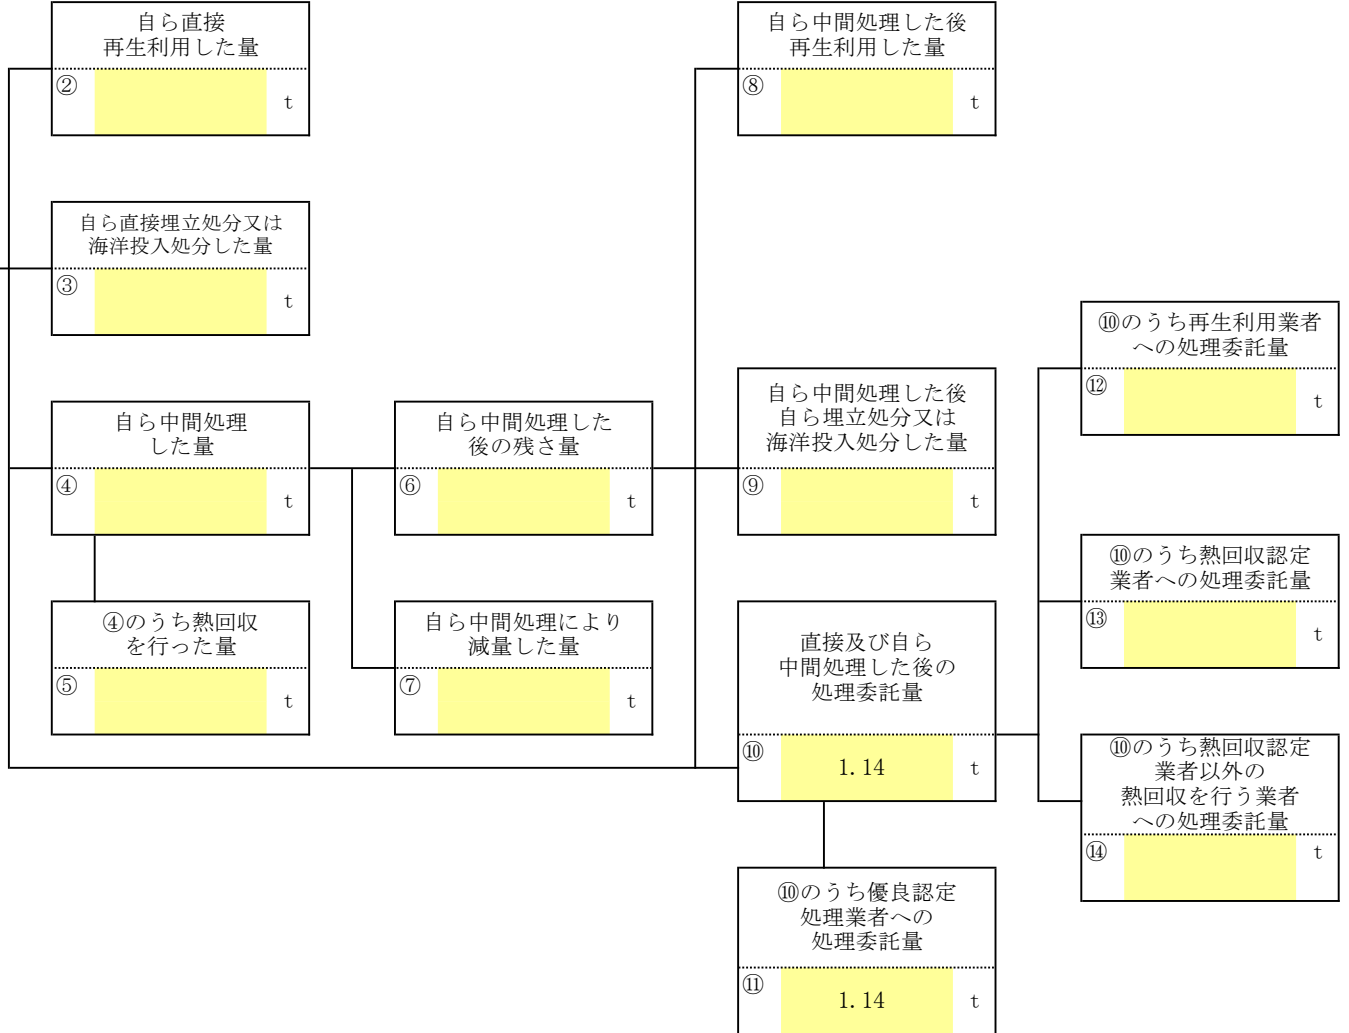 自ら直接
再生利用した量
②
t
自ら中間処理した後
再生利用した量
⑧
t
自ら直接埋立処分又は
海洋投入処分した量
③
t
⑩のうち再生利用業者
への処理委託量
⑫
t
自ら中間処理
した量
④
t
自ら中間処理した
後の残さ量
⑥
t
自ら中間処理した後
自ら埋立処分又は
海洋投入処分した量
⑨
t
⑩のうち熱回収認定
業者への処理委託量
⑬
t
④のうち熱回収
を行った量
⑤
t
自ら中間処理により
減量した量
⑦
t
直接及び自ら
中間処理した後の
処理委託量
⑩
1.14
t
⑩のうち熱回収認定
業者以外の
熱回収を行う業者
への処理委託量
⑭
t
⑩のうち優良認定
処理業者への
処理委託量
⑪
1.14
t